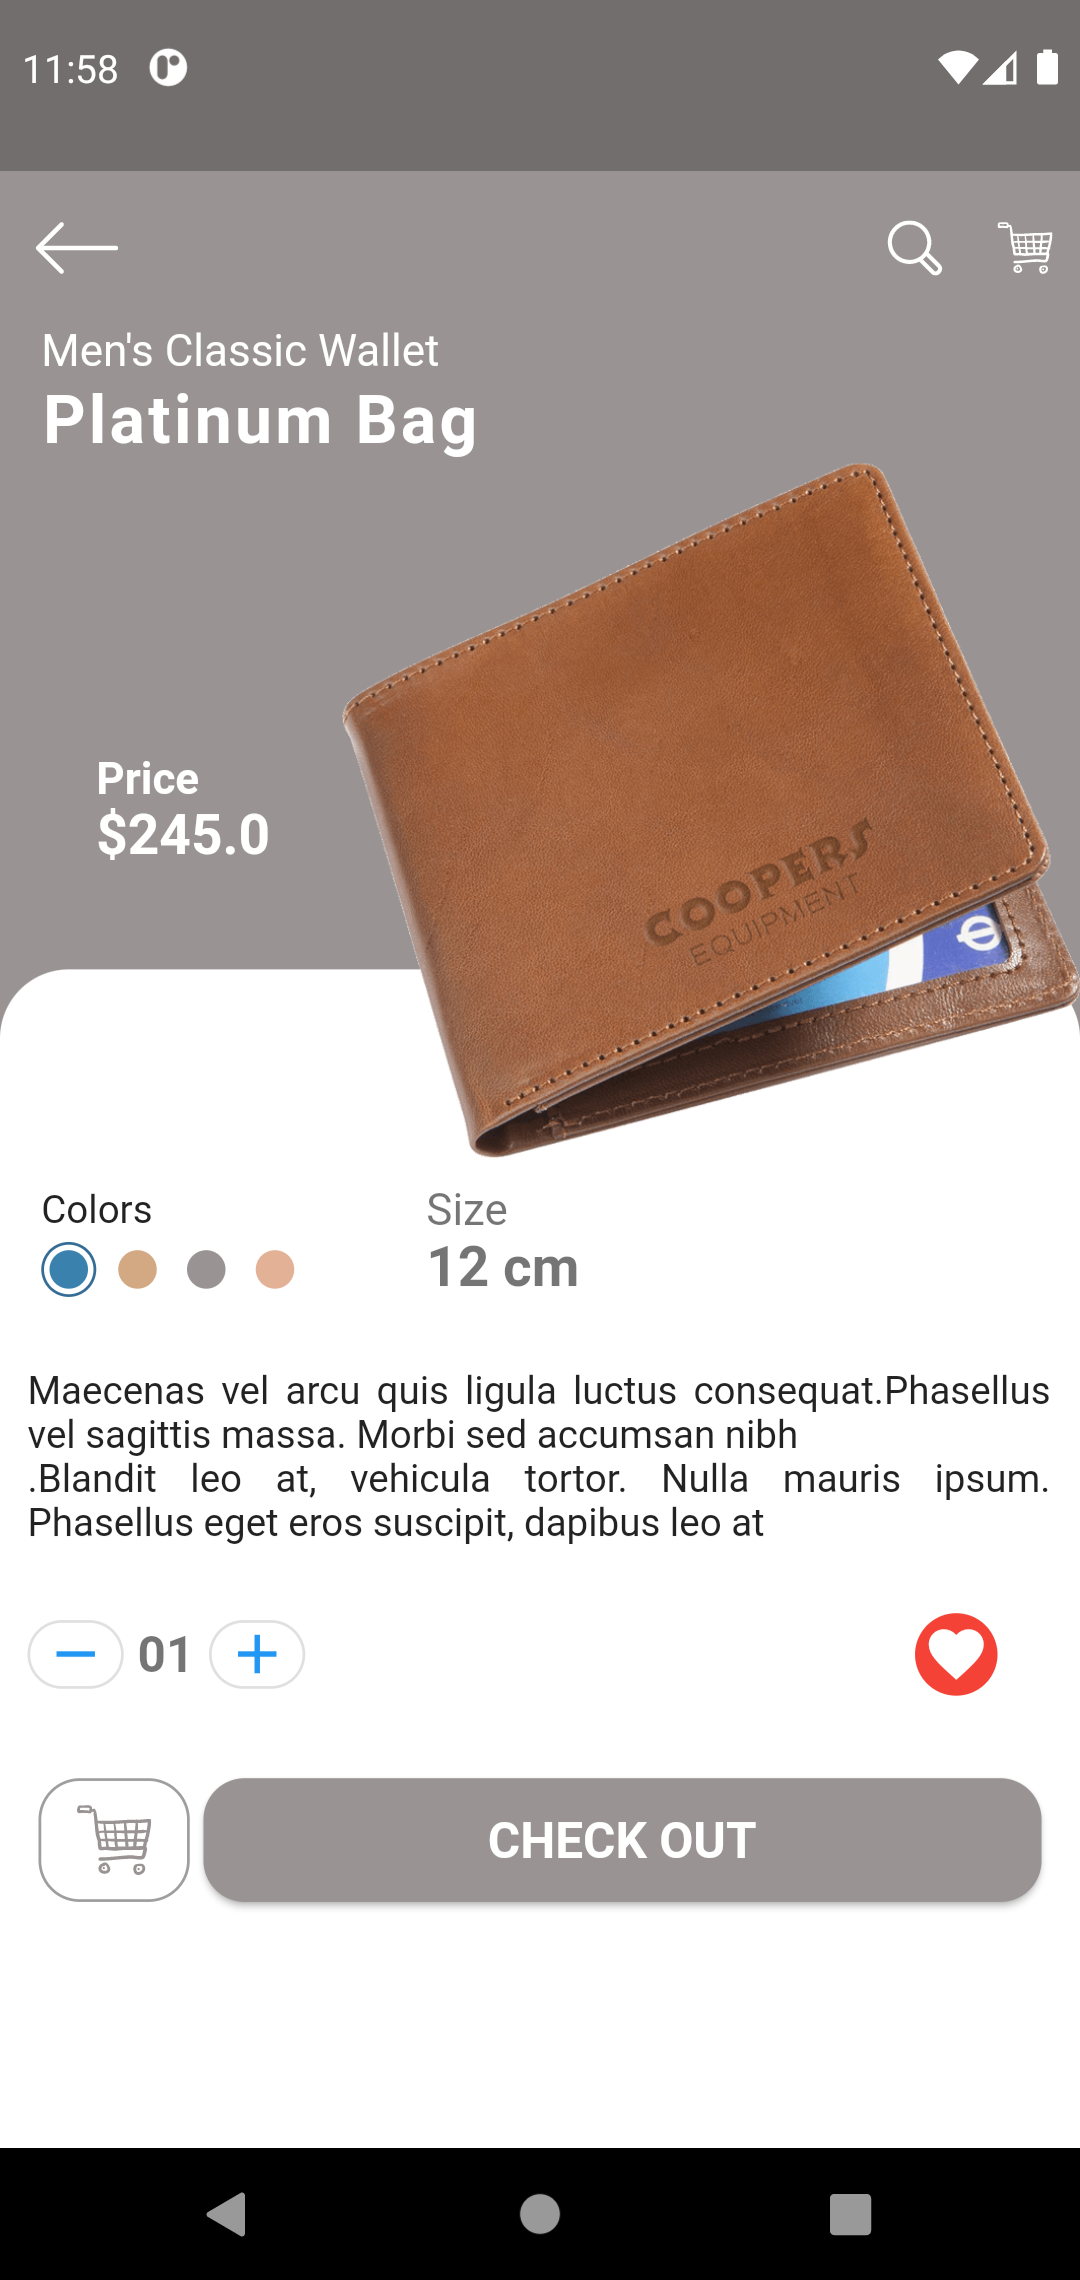 11:58
Men's Classic Wallet
Platinum Bag
Price
$245.0
COOPERS
EQUIPMENT
Colors
Size
12 cm
Maecenas vel arcu quis ligula luctus consequat.Phasellus
vel sagittis massa. Morbi sed accumsan nibh
.Blandit leo at, vehicula tortor. Nulla mauris ipsum.
Phasellus eget eros suscipit, dapibus leo at
01
CHECK OUT